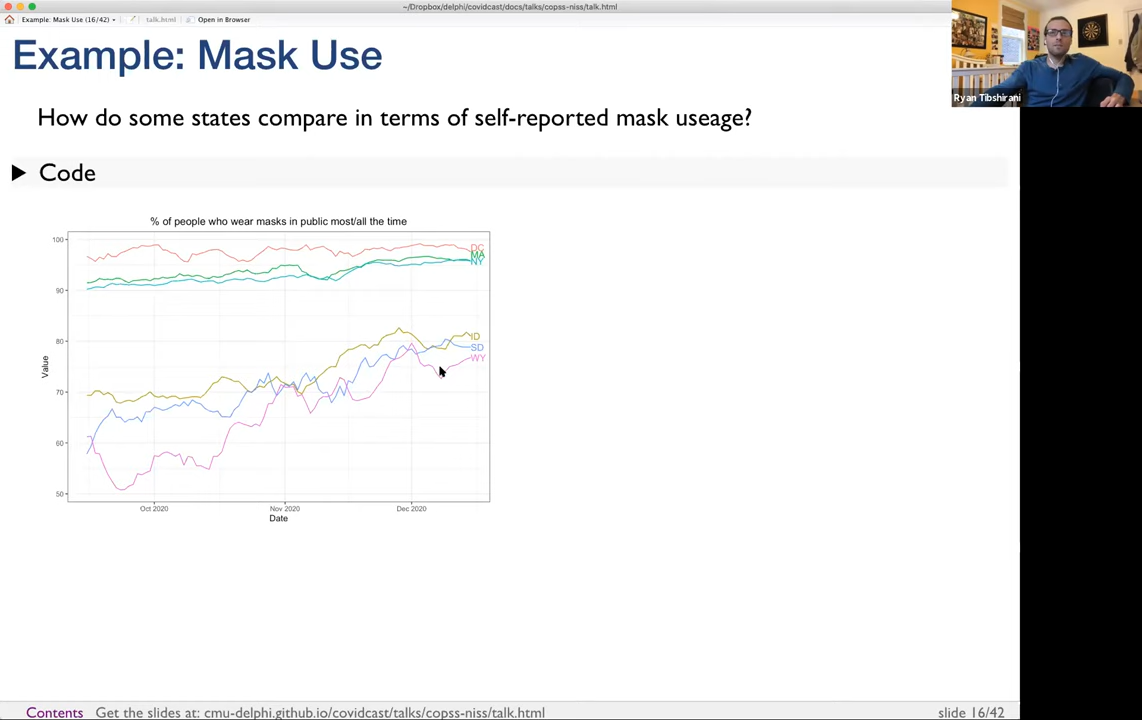 ~/Dropbox/delphi/covidcast/docs/talks/copss-niss/talk.html
Example: Mask Use (16/42)
talk.html
Open in Browser
Example: Mask Use
Ryan Tibshirani
How do some states compare in terms of self-reported mask useage?
Code
% of people who wear masks in public most/all the time
100
90
80
70
60
50
Value
DC
MA
NY
ID
SD
WY
Oct 2020
Nov 2020
Dec 2020
Date
Contents
Get the slides at: cmu-delphi.github.io/covidcast/talks/copss-niss/talk.html
slide 16/42